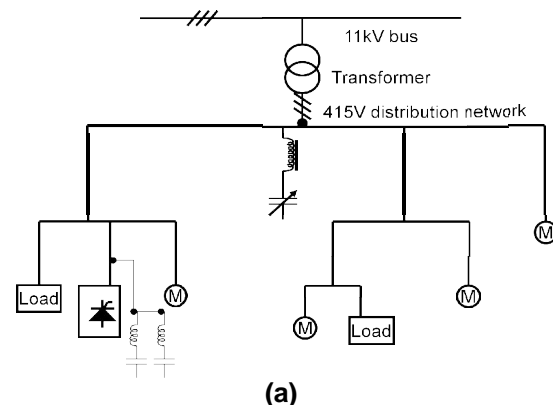 11kV bus
Transformer
415V distribution network
M
Load
M
M
M
Load
(a)